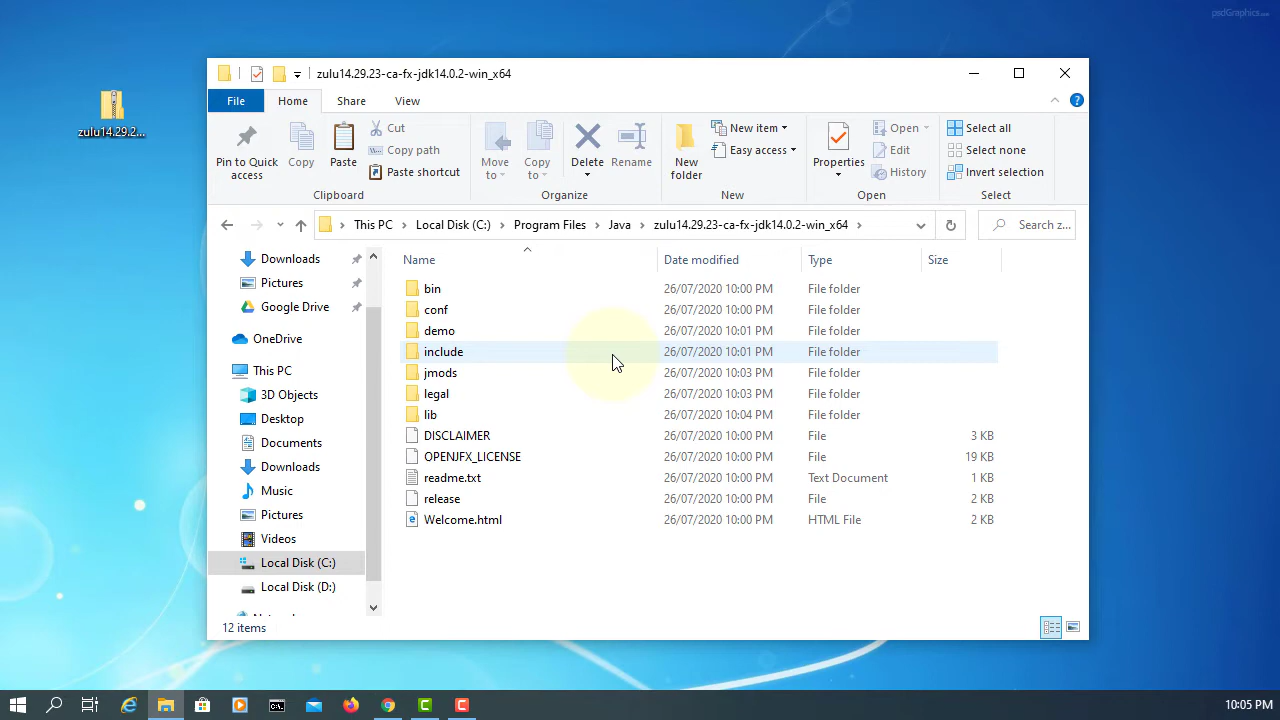 psdGraphics.com
zulu14.29.2...
zulu14.29.23-ca-fx-jdk14.0.2-win_x64
File Home Share View
Pin to Quick access
Copy
Paste
Cut
Copy path
Paste shortcut
Clipboard
Move to
Copy to
Delete
Rename
Organize
New folder
New item
Easy access
New
Properties
Open
Edit
History
Open
Select all
Select none
Invert selection
Select
This PC Local Disk (C:) Program Files Java zulu14.29.23-ca-fx-jdk14.0.2-win_x64
Search z...
Downloads
Pictures
Google Drive
OneDrive
This PC
3D Objects
Desktop
Documents
Downloads
Music
Pictures
Videos
Local Disk (C:)
Local Disk (D:)
Name Date modified Type Size
bin 26/07/2020 10:00 PM File folder
conf 26/07/2020 10:00 PM File folder
demo 26/07/2020 10:01 PM File folder
include 26/07/2020 10:01 PM File folder
jmods 26/07/2020 10:03 PM File folder
legal 26/07/2020 10:03 PM File folder
lib 26/07/2020 10:04 PM File folder
DISCLAIMER 26/07/2020 10:00 PM File 3 KB
OPENJFX_LICENSE 26/07/2020 10:00 PM File 19 KB
readme.txt 26/07/2020 10:00 PM Text Document 1 KB
release 26/07/2020 10:00 PM File 2 KB
Welcome.html 26/07/2020 10:00 PM HTML File 2 KB
12 items
10:05 PM